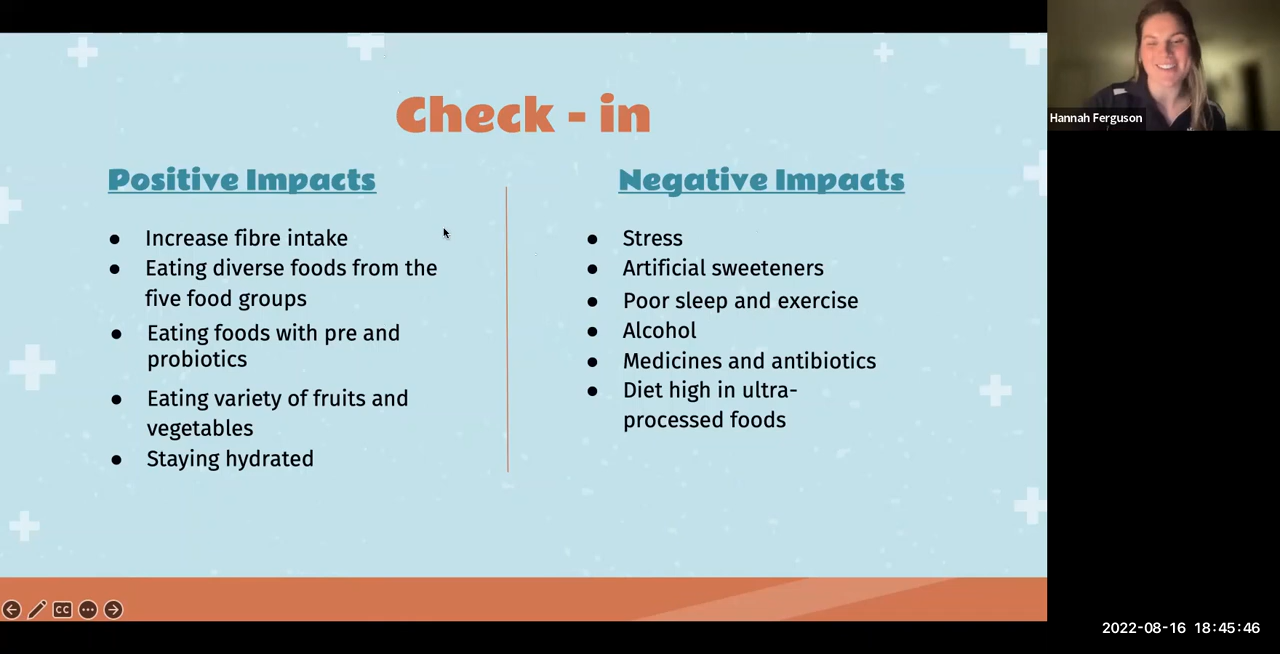 Check - in
Positive Impacts
● Increase fibre intake
● Eating diverse foods from the
five food groups
● Eating foods with pre and
probiotics
● Eating variety of fruits and
vegetables
● Staying hydrated
Negative Impacts
● Stress
● Artificial sweeteners
● Poor sleep and exercise
● Alcohol
● Medicines and antibiotics
● Diet high in ultra-
processed foods
Hannah Ferguson
CC
2022-08-16 18:45:46